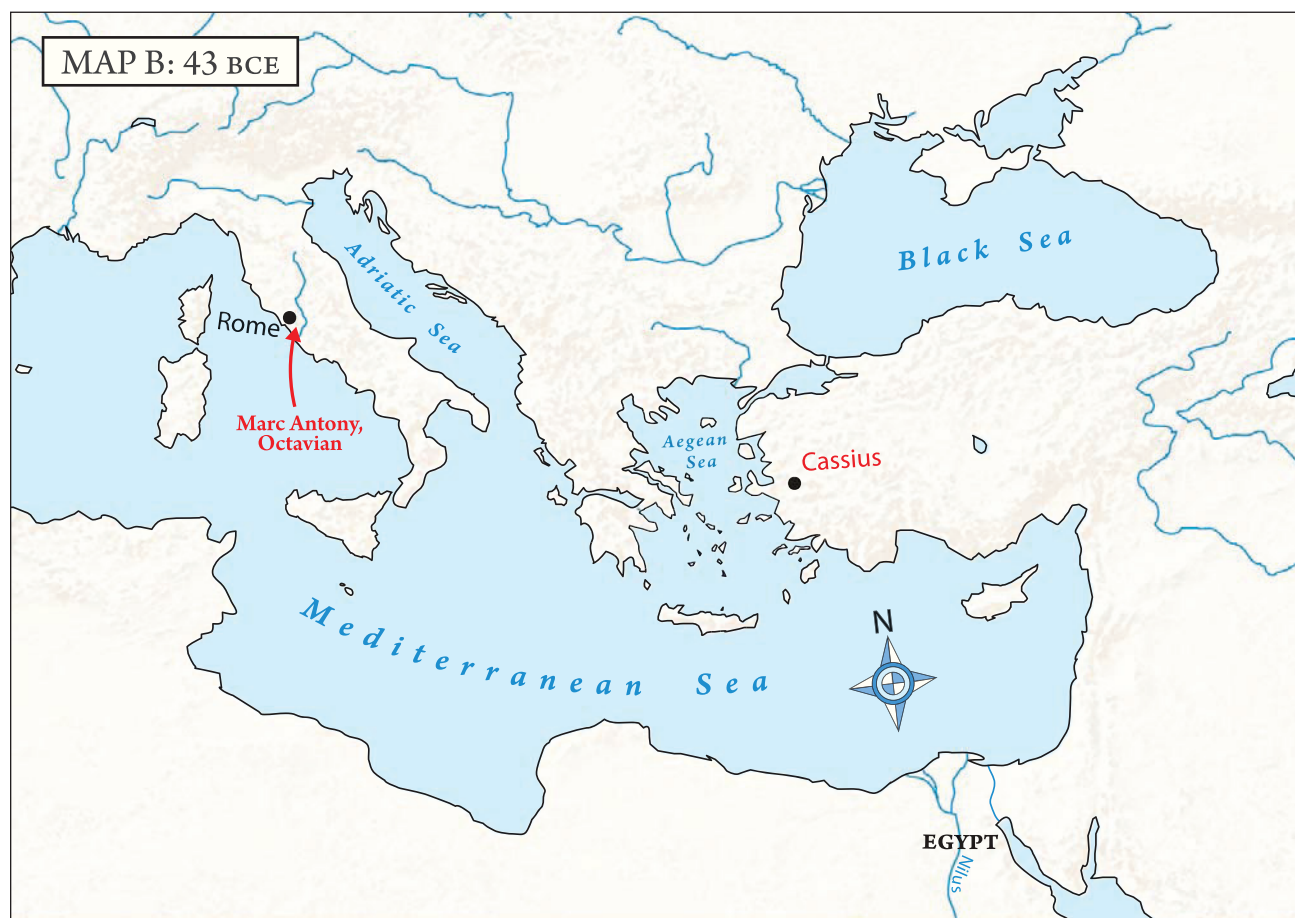 MAP B: 43 BCE
Black Sea
Adriatic Sea
Rome
Marc Antony,
Octavian
Aegean
Sea
Cassius
Mediterranean Sea
N
EGYPT
Nilus